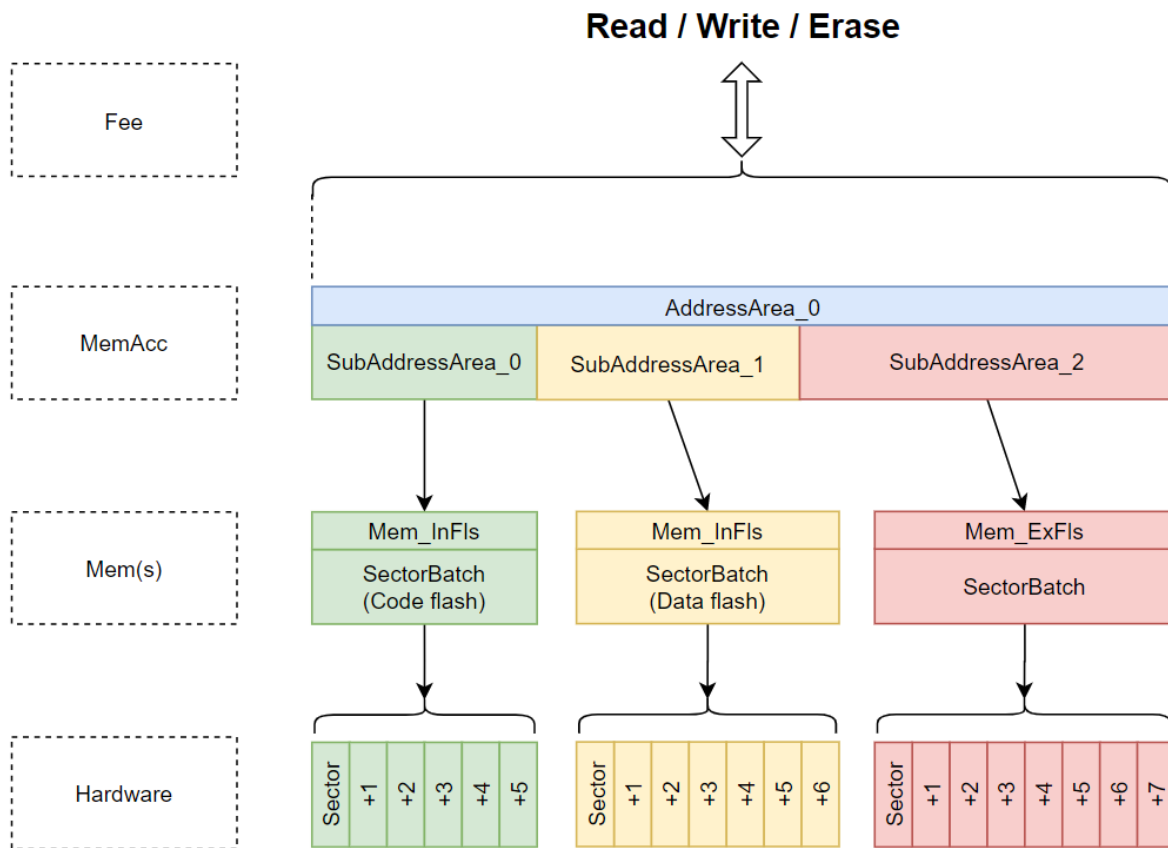 Read / Write / Erase
Fee
MemAcc
AddressArea_0
SubAddressArea_0
SubAddressArea_1
SubAddressArea_2
Mem(s)
Mem_InFls
SectorBatch
(Code flash)
Mem_InFls
SectorBatch
(Data flash)
Mem_ExFls
SectorBatch
Hardware
Sector
+1
+2
+3
+4
+5
Sector
+1
+2
+3
+4
+5
+6
Sector
+1
+2
+3
+4
+5
+6
+7